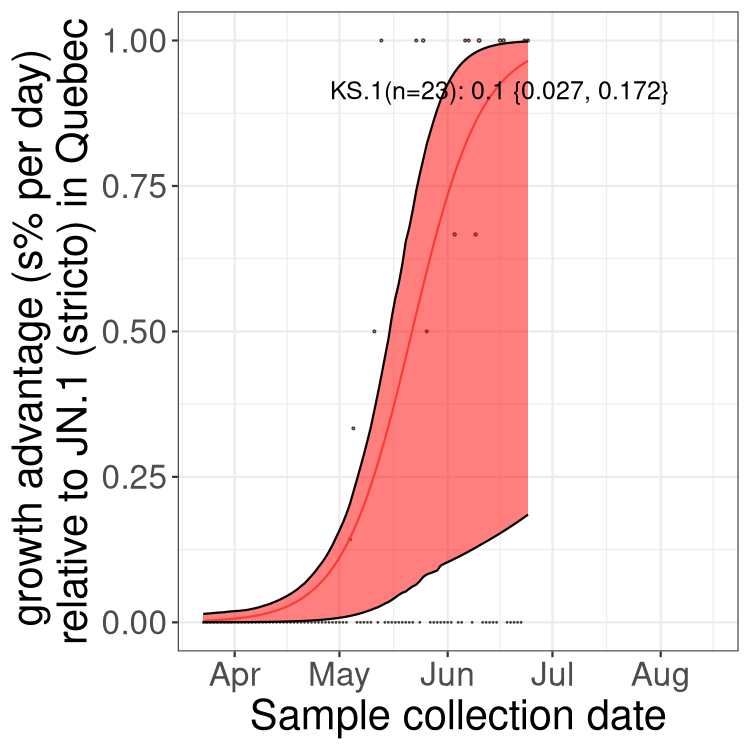 growth advantage (s% per day)
relative to JN.1 (stricto) in Quebec
1.00
0.75
0.50
0.25
0.00
KS.1(n=23): 0.1 {0.027, 0.172}
Apr May Jun Jul Aug
Sample collection date